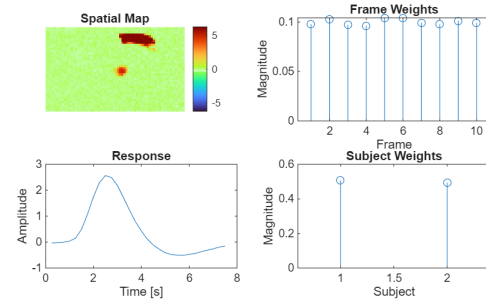 Spatial Map
5
0
-5
Frame Weights
0.1
0.05
0
Magnitude
2
4
6
8
10
Frame
Response
3
2
1
0
-1
Amplitude
0
2
4
6
8
Time [s]
Subject Weights
0.6
0.4
0.2
0
Magnitude
1
1.5
2
Subject